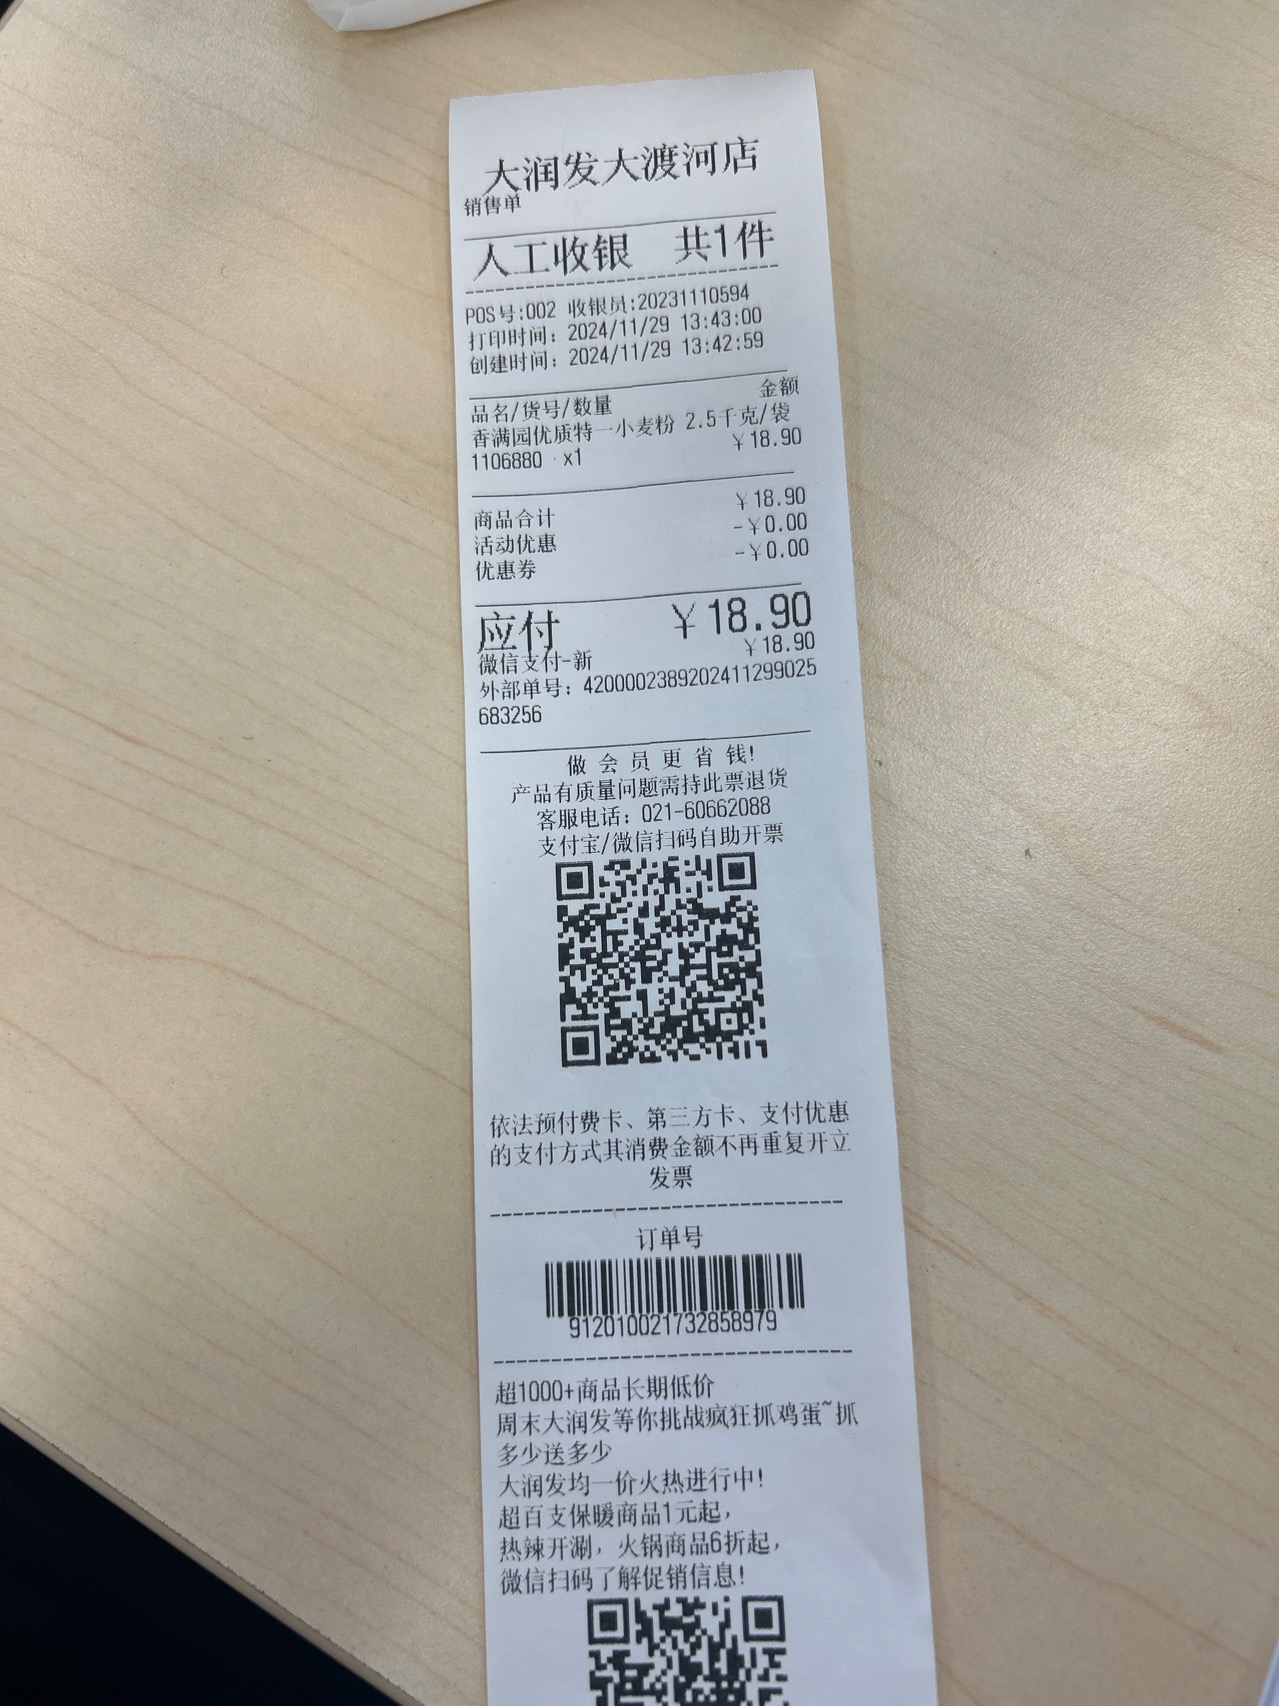 大润发大渡河店
销售单
人工收银 共1件
POS号:002 收银员:20231110594
打印时间: 2024/11/29 13:43:00
创建时间: 2024/11/29 13:42:59
金额
品名/货号/数量
香满园优质特一小麦粉 2.5千克/袋
1106880 x1 ¥18.90
商品合计 ¥18.90
活动优惠 -¥0.00
优惠券 -¥0.00
应付 ¥18.90
微信支付-新 ¥18.90
外部单号: 4200002389202411299025
683256
做 会 员 更 省 钱!
产品有质量问题需持此票退货
客服电话: 021-60662088
支付宝/微信扫码自助开票
依法预付费卡、第三方卡、支付优惠
的支付方式其消费金额不再重复开立
发票
订单号
912010021732858979
超1000+商品长期低价
周末大润发等你挑战疯狂抓鸡蛋~抓
多少送多少
大润发均一价火热进行中!
超百支保暖商品1元起,
热辣开涮, 火锅商品6折起,
微信扫码了解促销信息!